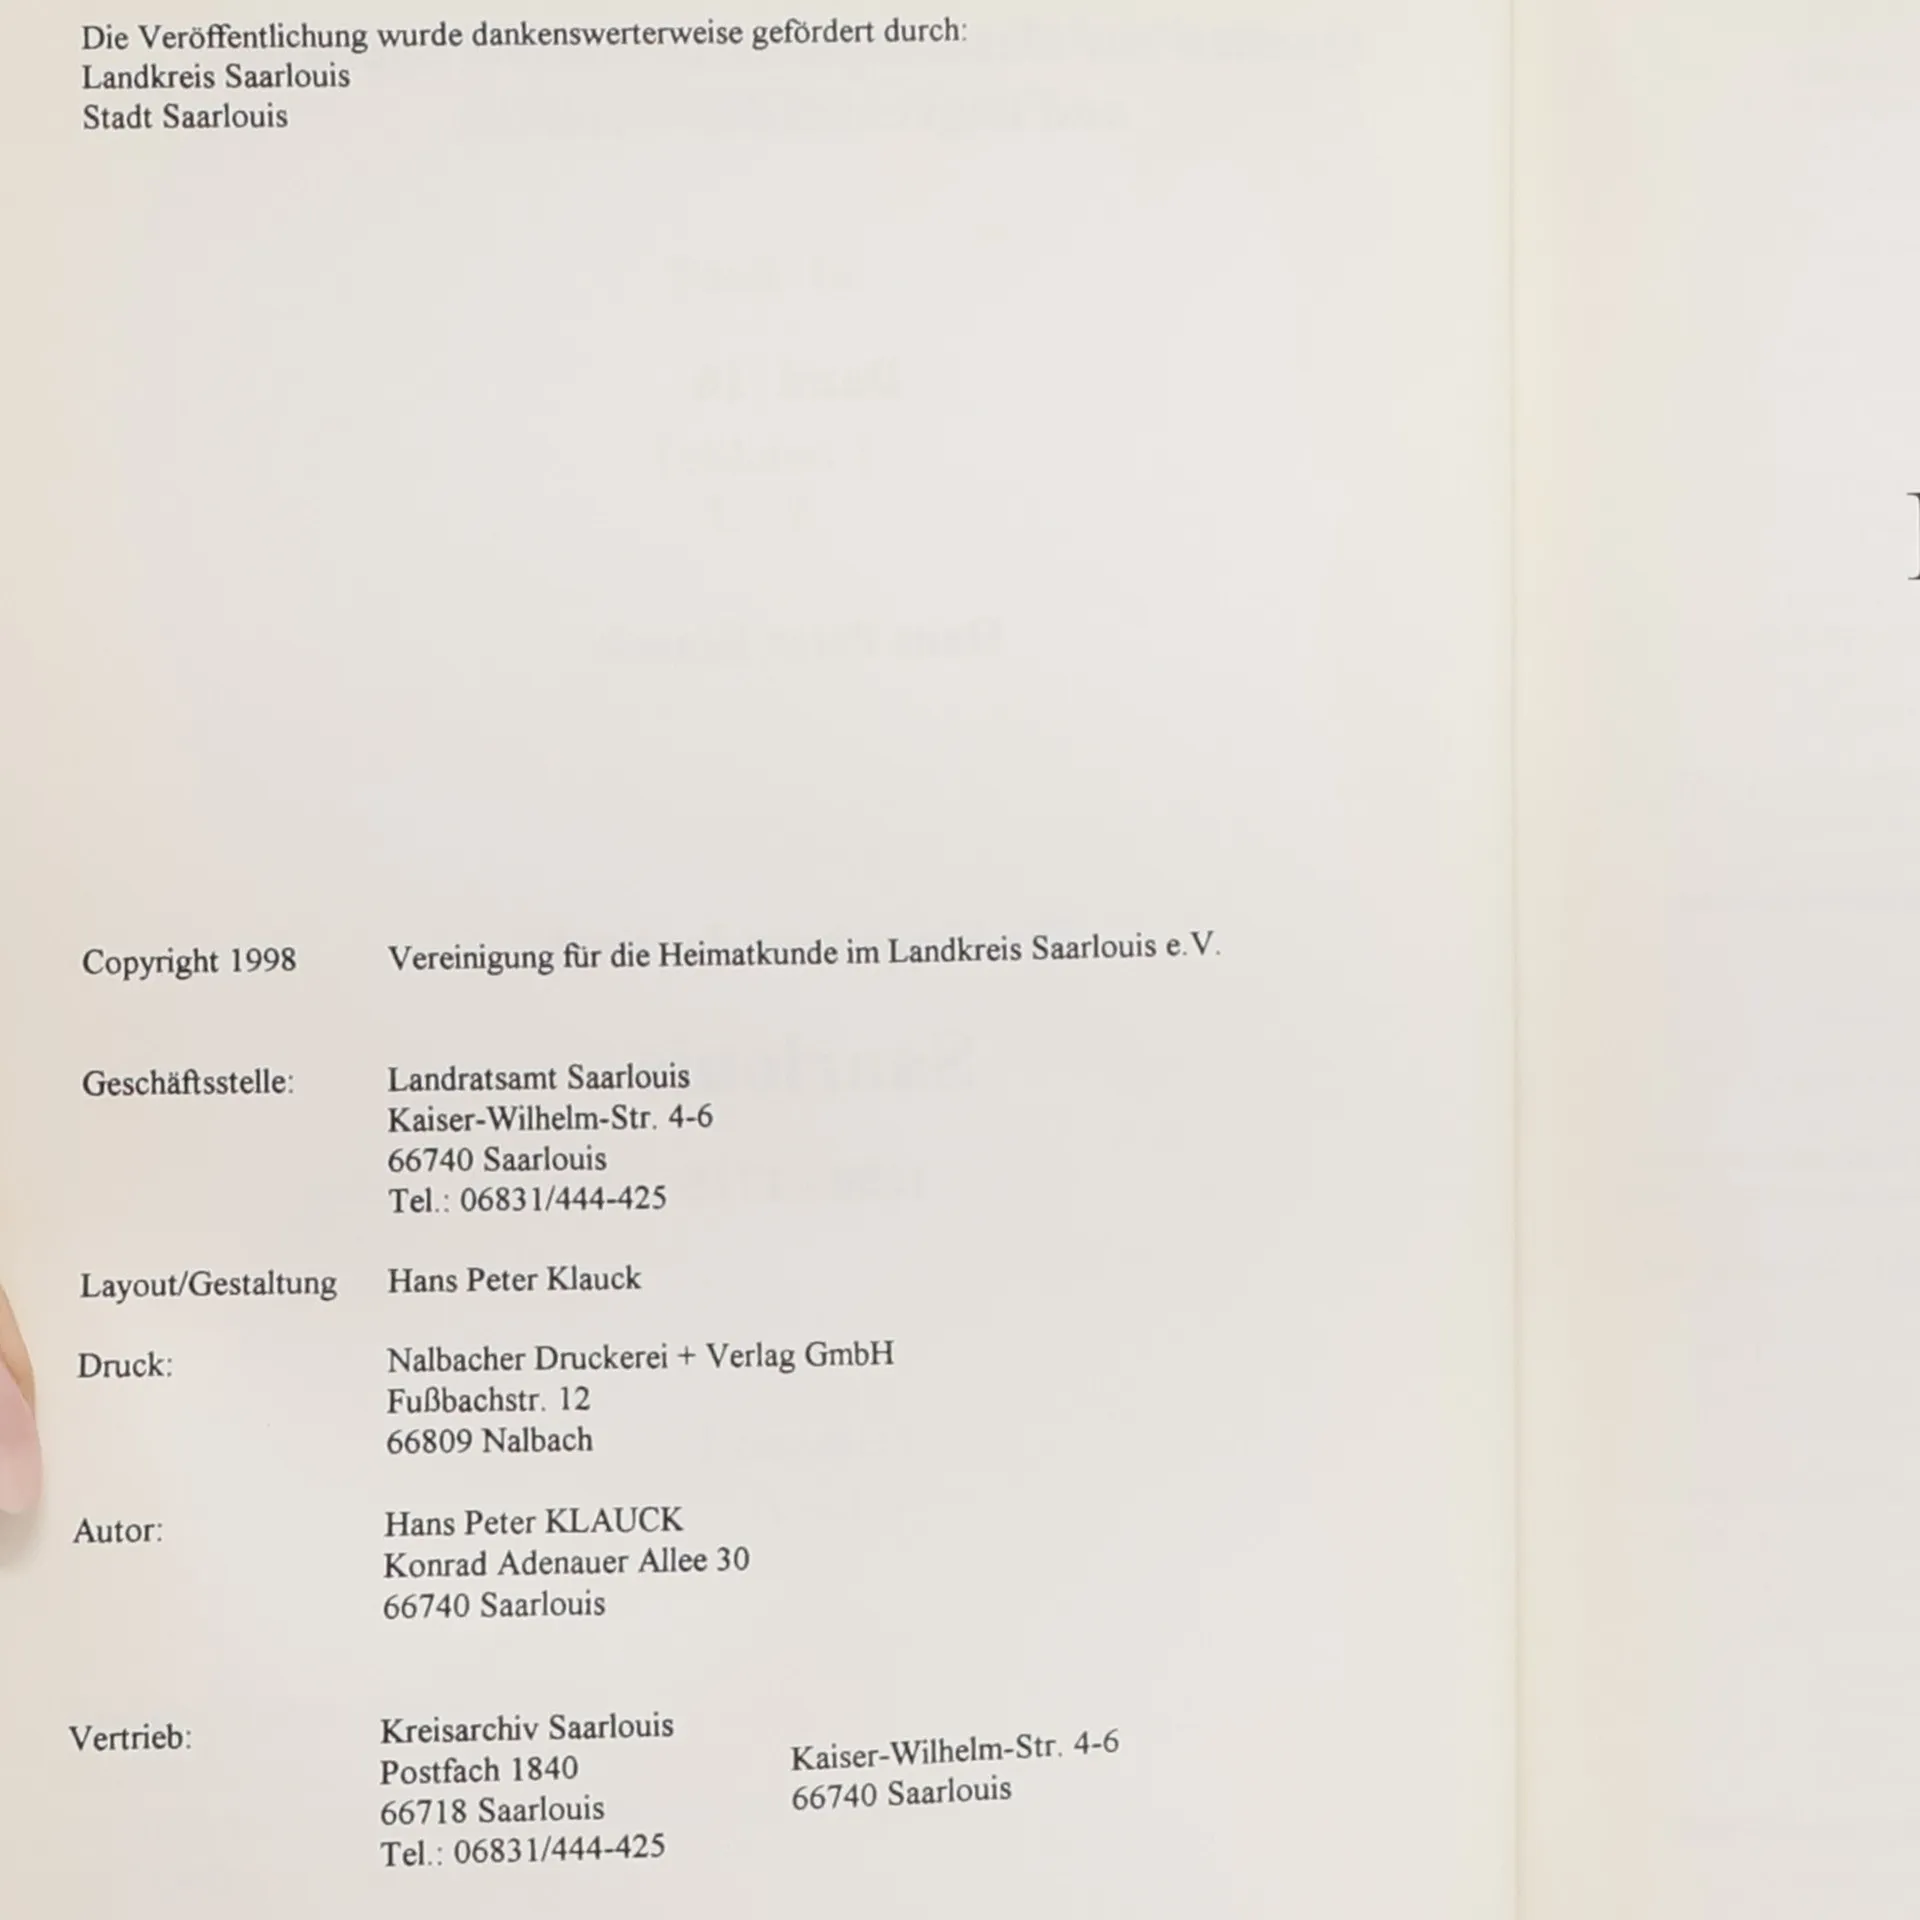 Die Veröffentlichung wurde dankenswerterweise gefördert durch:
Landkreis Saarlouis
Stadt Saarlouis
Copyright 1998 Vereinigung für die Heimatkunde im Landkreis Saarlouis e.V.
Geschäftsstelle: Landratsamt Saarlouis
Kaiser-Wilhelm-Str. 4-6
66740 Saarlouis
Tel.: 06831/444-425
Layout/Gestaltung Hans Peter Klauck
Druck: Nalbacher Druckerei + Verlag GmbH
Fußbachstr. 12
66809 Nalbach
Autor: Hans Peter KLAUCK
Konrad Adenauer Allee 30
66740 Saarlouis
Vertrieb: Kreisarchiv Saarlouis
Postfach 1840
66718 Saarlouis
Tel.: 06831/444-425
Kaiser-Wilhelm-Str. 4-6
66740 Saarlouis